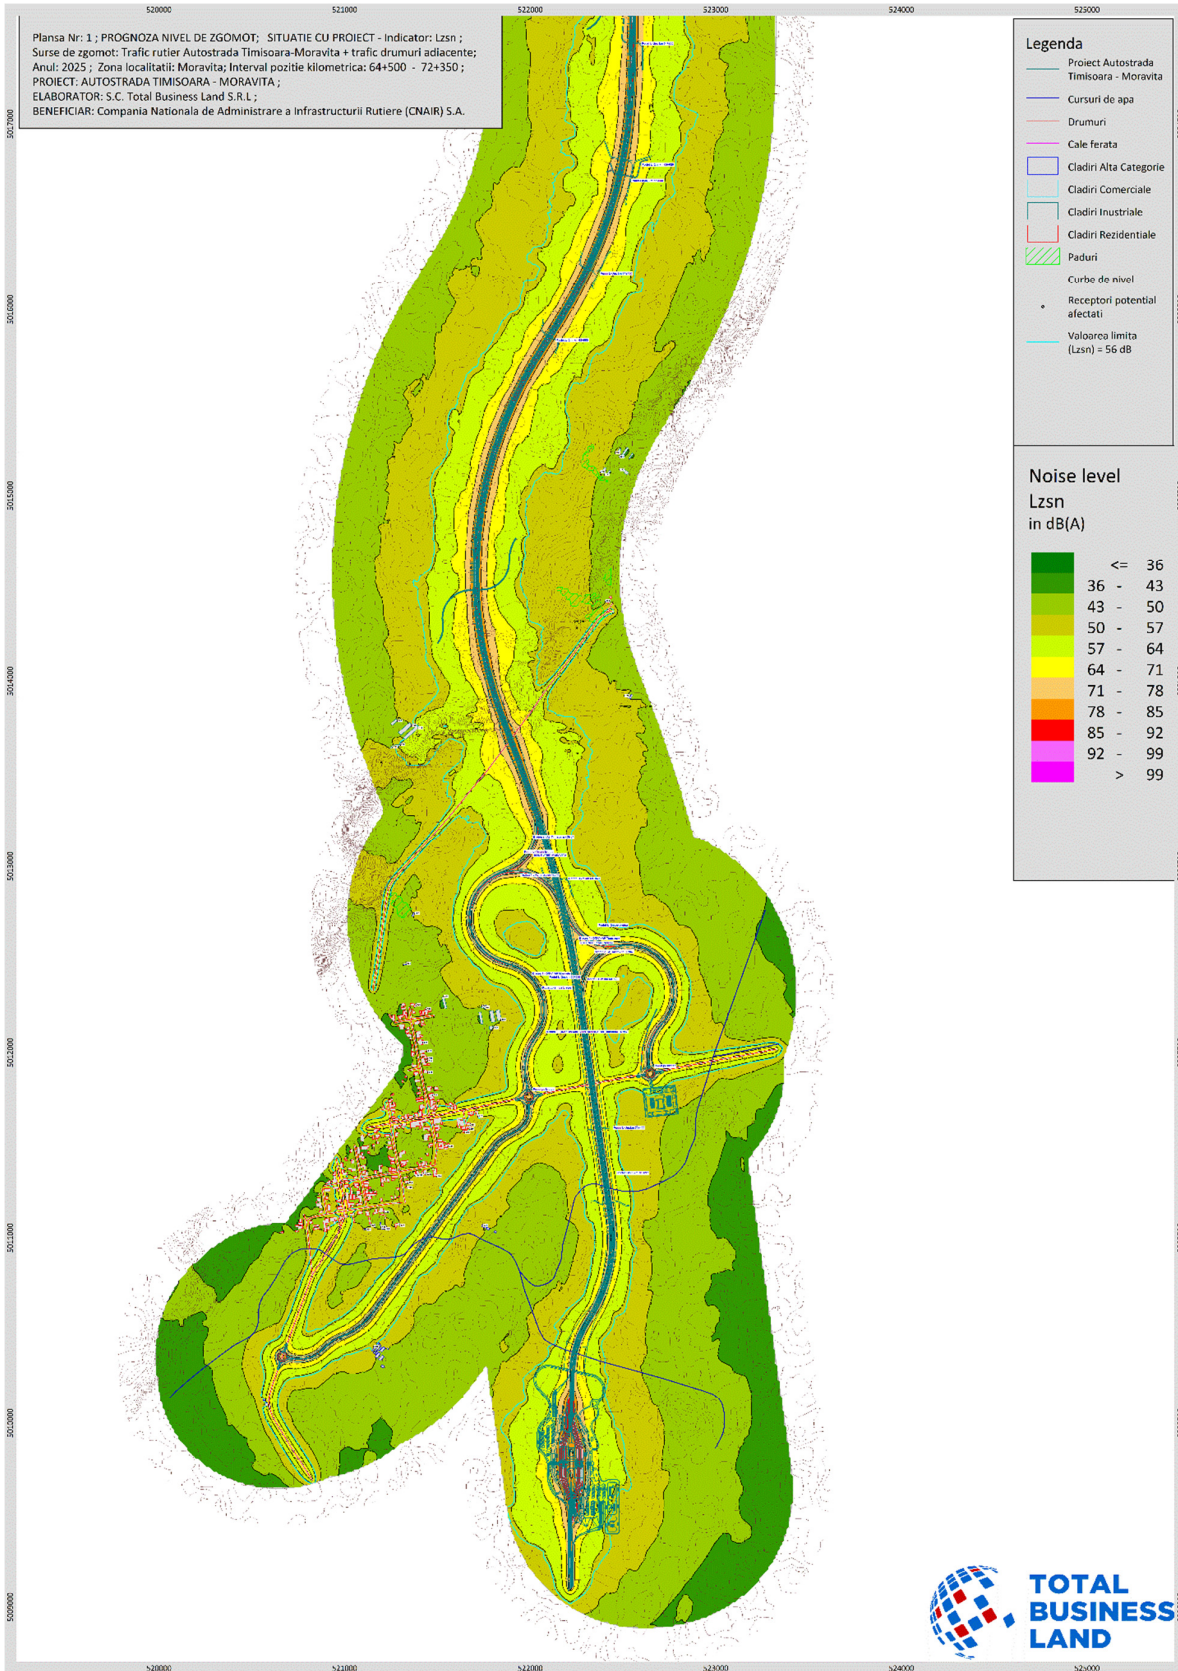 520000 521000 522000 523000 524000 525000
Plansa Nr: 1 ; PROGNOZA NIVEL DE ZGOMOT; SITUATIE CU PROIECT - Indicator: Lzsn ;
Surse de zgomot: Trafic rutier Autostrada Timisoara-Moravita + trafic drumuri adiacente;
Anul: 2025 ; Zona localitatii: Moravita; Interval pozitie kilometrica: 64+500 - 72+350 ;
PROIECT: AUTOSTRADA TIMISOARA - MORAVITA ;
ELABORATOR: S.C. Total Business Land S.R.L ;
BENEFICIAR: Compania Nationala de Administrare a Infrastructurii Rutiere (CNAIR) S.A.
Legenda
Proiect Autostrada
Timisoara - Moravita
Cursuri de apa
Drumuri
Cale ferata
Cladiri Alta Categorie
Cladiri Comerciale
Cladiri Inustriale
Cladiri Rezidentiale
Paduri
Curbe de nivel
Receptori potential
afectati
Valoarea limita
(Lzsn) = 56 dB
Noise level
Lzsn
in dB(A)
<= 36
36 - 43
43 - 50
50 - 57
57 - 64
64 - 71
71 - 78
78 - 85
85 - 92
92 - 99
> 99
5017000
5016000
5015000
5014000
5013000
5012000
5011000
5010000
5009000
TOTAL
BUSINESS
LAND
520000 521000 522000 523000 524000 525000